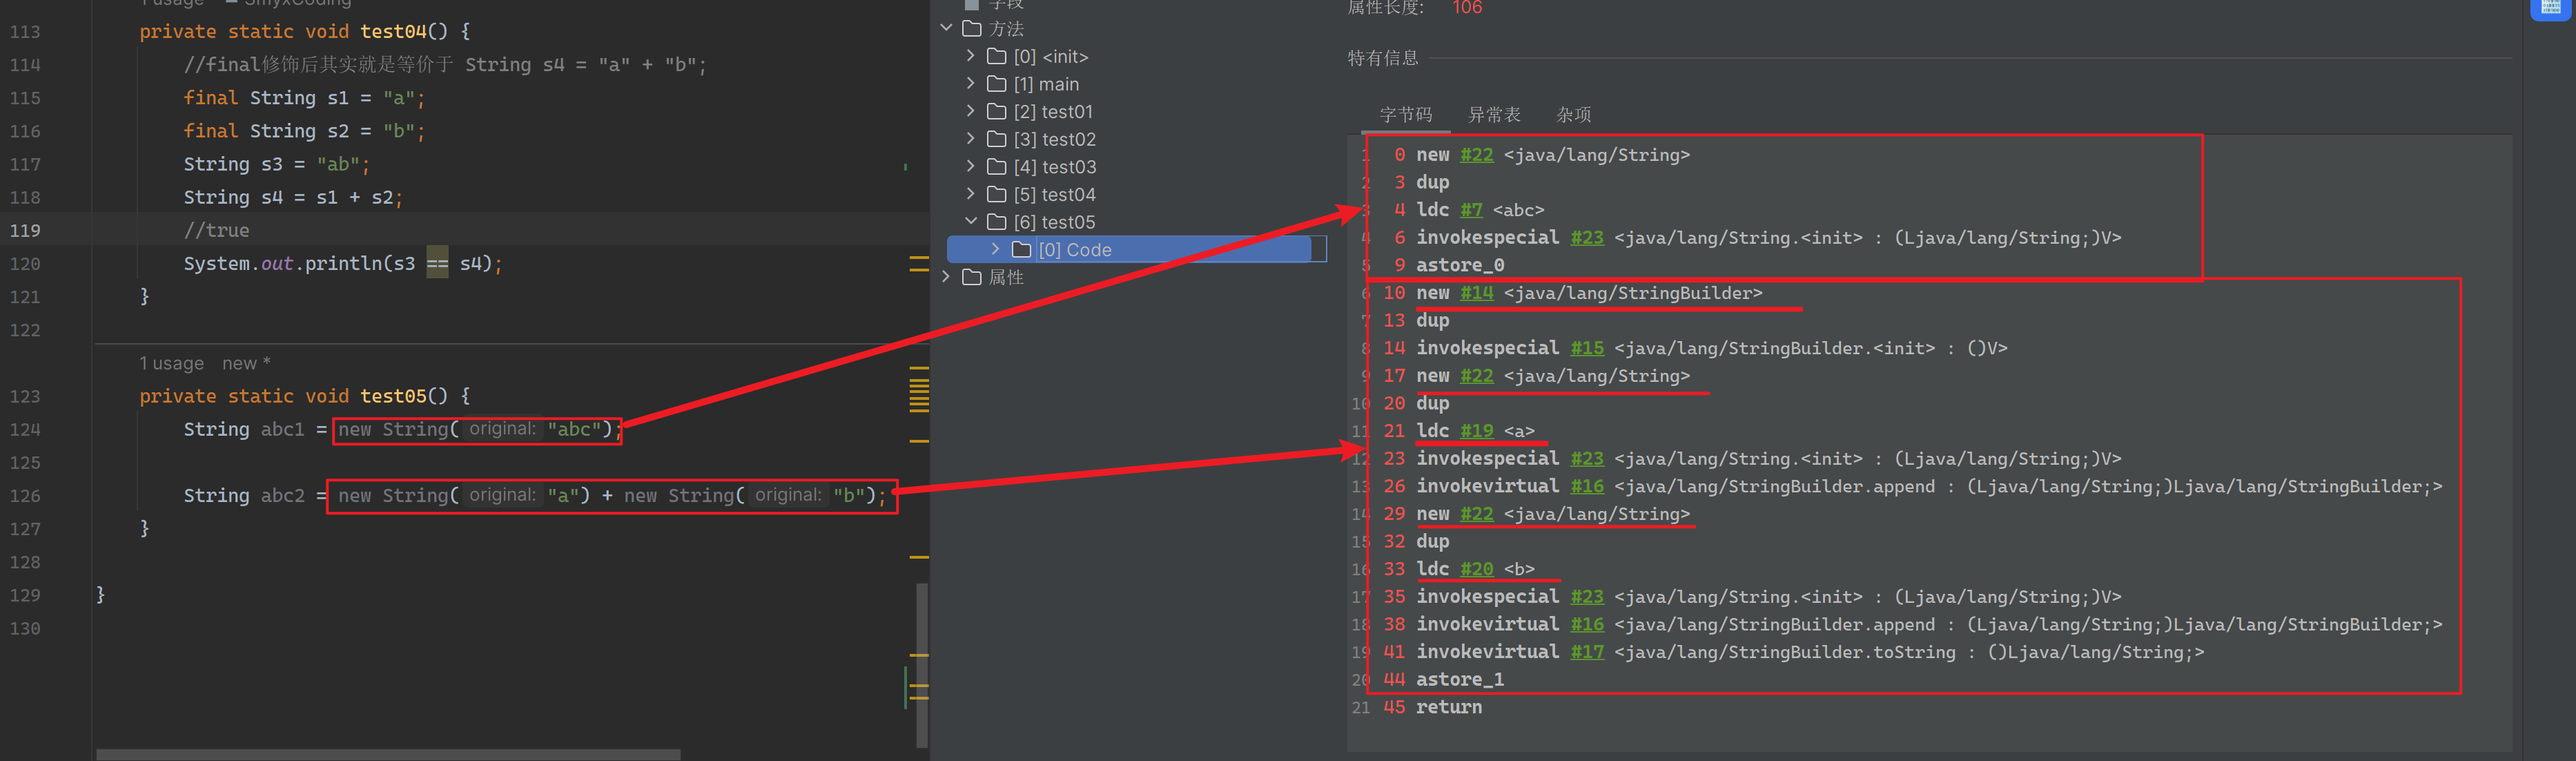 1 usage SmyxCoding
113 private static void test04() {
114 //final修饰后其实就是等价于 String s4 = "a" + "b";
115 final String s1 = "a";
116 final String s2 = "b";
117 String s3 = "ab";
118 String s4 = s1 + s2;
119 //true
120 System.out.println(s3 == s4);
121 }
122
1 usage new *
123 private static void test05() {
124 String abc1 = new String( original: "abc");
125
126 String abc2 = new String( original: "a") + new String( original: "b");
127 }
128
129 }
130
字段
方法
[0] <init>
[1] main
[2] test01
[3] test02
[4] test03
[5] test04
[6] test05
[0] Code
属性
属性长度: 106
特有信息
字节码 异常表 杂项
1 0 new #22 <java/lang/String>
2 3 dup
3 4 ldc #7 <abc>
4 6 invokespecial #23 <java/lang/String.<init> : (Ljava/lang/String;)V>
5 9 astore_0
6 10 new #14 <java/lang/StringBuilder>
7 13 dup
8 14 invokespecial #15 <java/lang/StringBuilder.<init> : ()V>
9 17 new #22 <java/lang/String>
10 20 dup
11 21 ldc #19 <a>
12 23 invokespecial #23 <java/lang/String.<init> : (Ljava/lang/String;)V>
13 26 invokevirtual #16 <java/lang/StringBuilder.append : (Ljava/lang/String;)Ljava/lang/StringBuilder;>
14 29 new #22 <java/lang/String>
15 32 dup
16 33 ldc #20 <b>
17 35 invokespecial #23 <java/lang/String.<init> : (Ljava/lang/String;)V>
18 38 invokevirtual #16 <java/lang/StringBuilder.append : (Ljava/lang/String;)Ljava/lang/StringBuilder;>
19 41 invokevirtual #17 <java/lang/StringBuilder.toString : ()Ljava/lang/String;>
20 44 astore_1
21 45 return